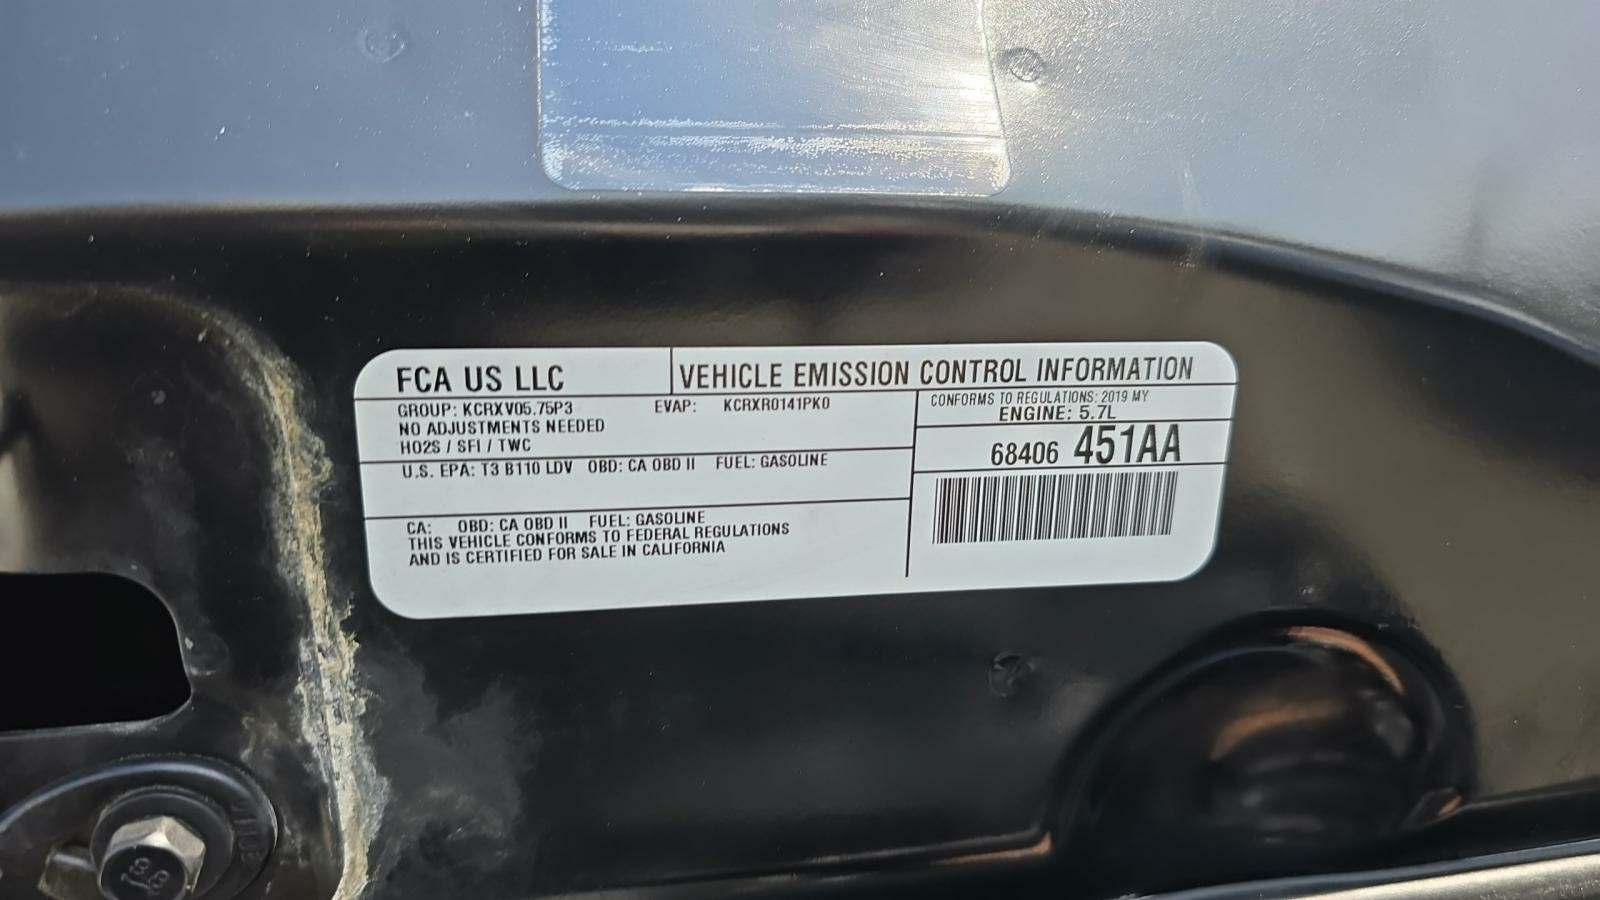 FCA US LLC
VEHICLE EMISSION CONTROL INFORMATION
GROUP: KCRXV05.75P3 EVAP: KCRXR0141PK0
NO ADJUSTMENTS NEEDED
HO2S / SFI / TWC
CONFORMS TO REGULATIONS: 2019 MY
ENGINE: 5.7L
68406 451AA
U.S. EPA: T3 B110 LDV OBD: CA OBD II FUEL: GASOLINE
CA: OBD: CA OBD II FUEL: GASOLINE
THIS VEHICLE CONFORMS TO FEDERAL REGULATIONS
AND IS CERTIFIED FOR SALE IN CALIFORNIA